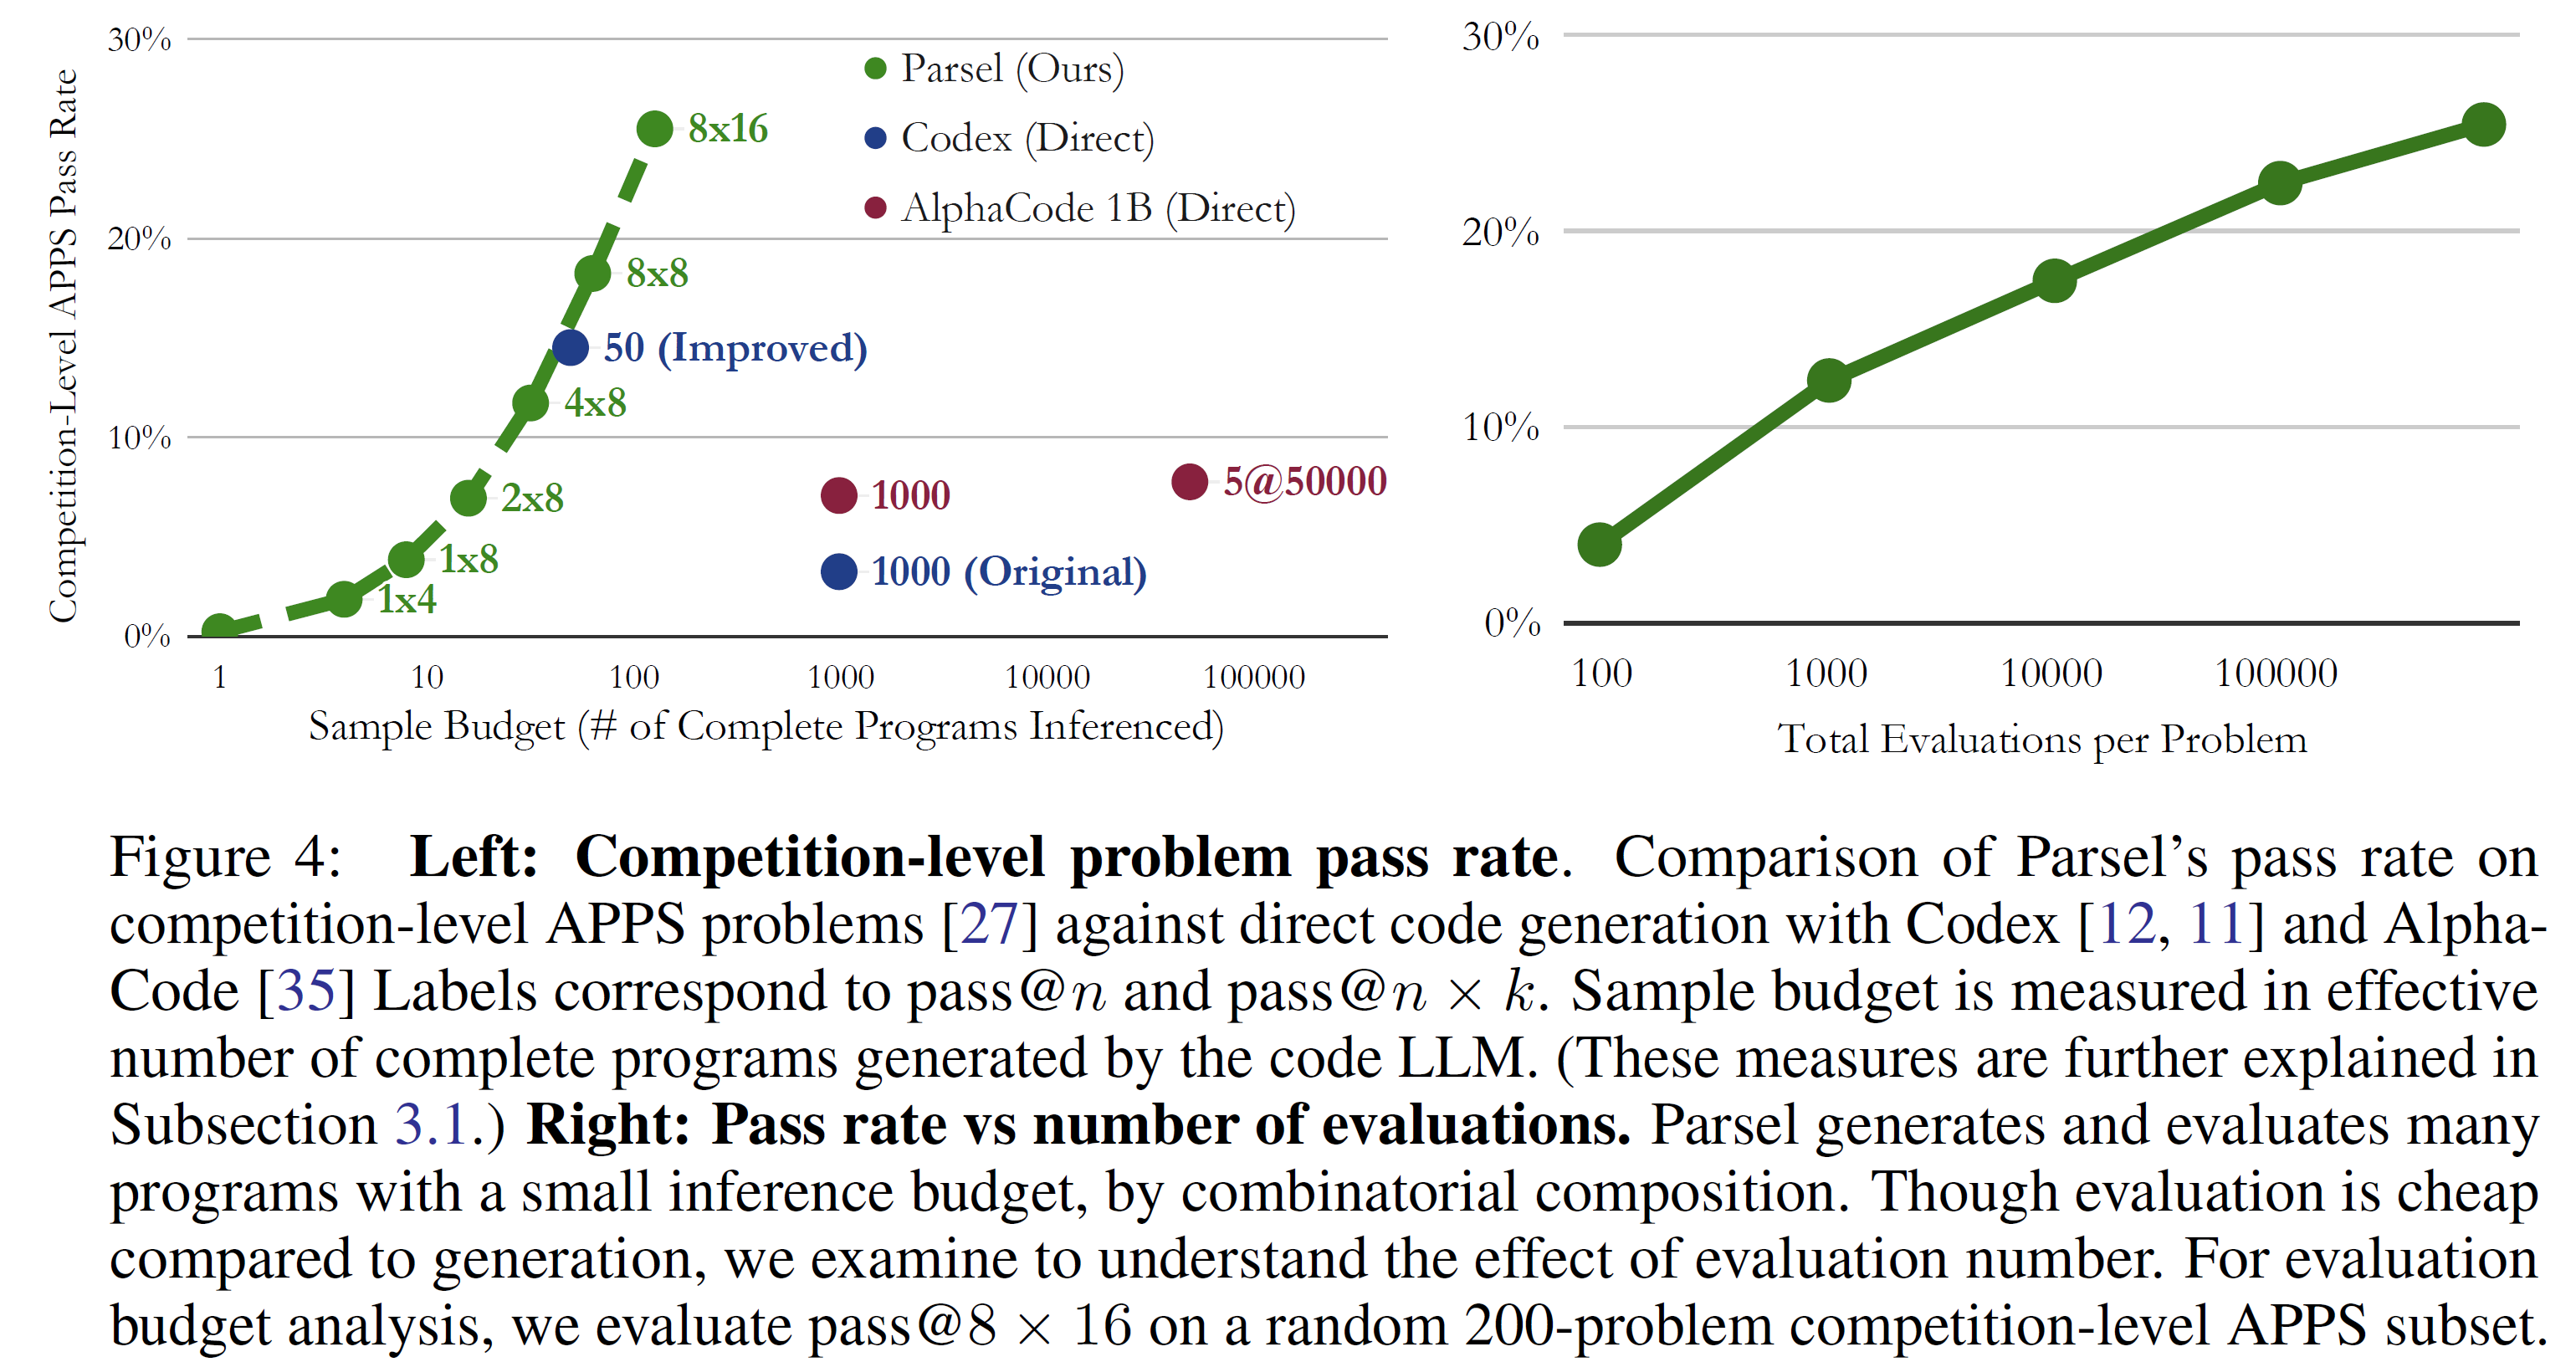 30%
20%
10%
0%
Competition-Level APPS Pass Rate
Parsel (Ours)
Codex (Direct)
AlphaCode 1B (Direct)
8x16
8x8
50 (Improved)
4x8
2x8
1x8
1x4
1000
5@50000
1000 (Original)
1 10 100 1000 10000 100000
Sample Budget (# of Complete Programs Inferenced)
30%
20%
10%
0%
100 1000 10000 100000
Total Evaluations per Problem
Figure 4: Left: Competition-level problem pass rate. Comparison of Parsel’s pass rate on
competition-level APPS problems [27] against direct code generation with Codex [12, 11] and Alpha-
Code [35] Labels correspond to pass@n and pass@n × k. Sample budget is measured in effective
number of complete programs generated by the code LLM. (These measures are further explained in
Subsection 3.1.) Right: Pass rate vs number of evaluations. Parsel generates and evaluates many
programs with a small inference budget, by combinatorial composition. Though evaluation is cheap
compared to generation, we examine to understand the effect of evaluation number. For evaluation
budget analysis, we evaluate pass@8 × 16 on a random 200-problem competition-level APPS subset.